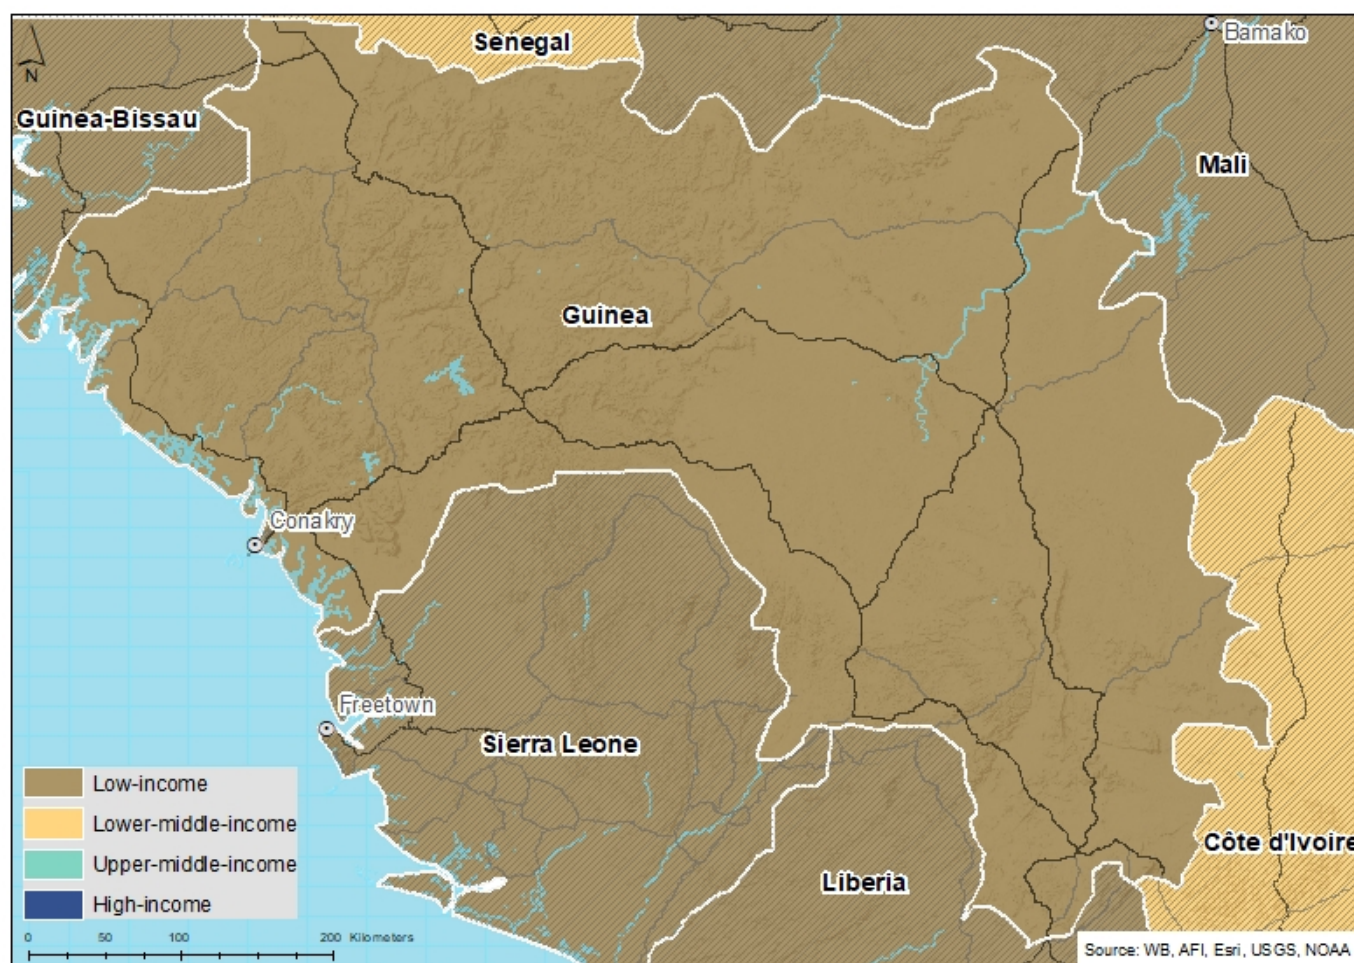 Senegal
Bamako
N
Guinea-Bissau
Mali
Guinea
Conakry
Freetown
Sierra Leone
Low-income
Lower-middle-income
Upper-middle-income
High-income
Côte d'Ivoire
Liberia
0 50 100 200 Kilometers
Source: WB, AFI, Esri, USGS, NOAA